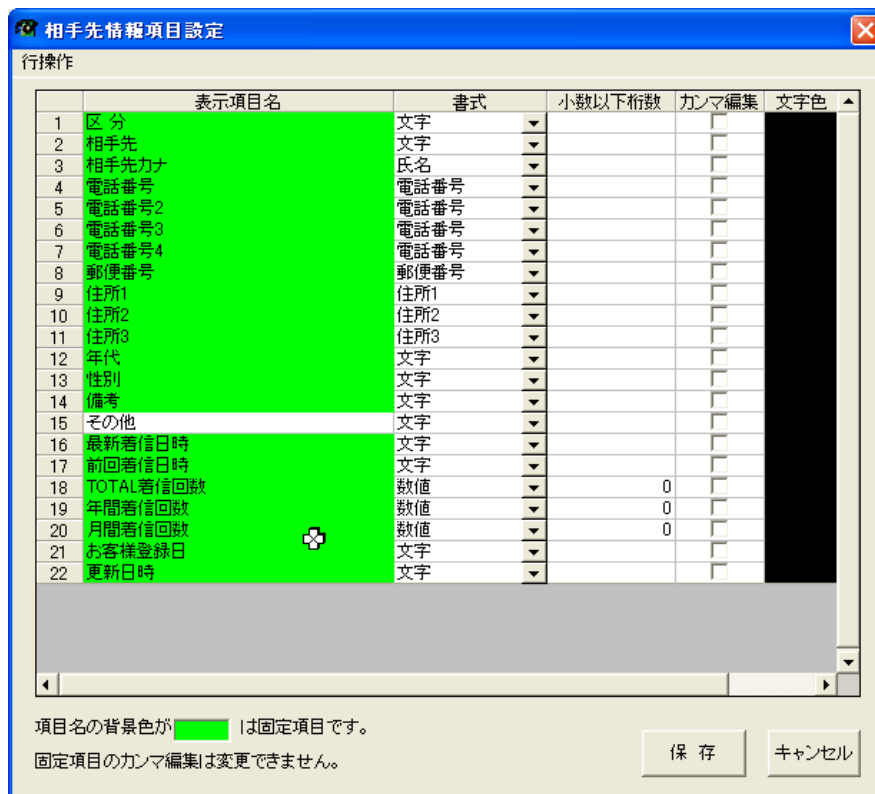 相手先情報項目設定
行操作
表示項目名 書式 小数以下桁数 カンマ編集 文字色
1 区 分 文字
2 相手先 文字
3 相手先カナ 氏名
4 電話番号 電話番号
5 電話番号2 電話番号
6 電話番号3 電話番号
7 電話番号4 電話番号
8 郵便番号 郵便番号
9 住所1 住所1
10 住所2 住所2
11 住所3 住所3
12 年代 文字
13 性別 文字
14 備考 文字
15 その他 文字
16 最新着信日時 文字
17 前回着信日時 文字
18 TOTAL着信回数 数値 0
19 年間着信回数 数値 0
20 月間着信回数 数値 0
21 お客様登録日 文字
22 更新日時 文字
項目名の背景色が は固定項目です。
固定項目のカンマ編集は変更できません。
保 存 キャンセル